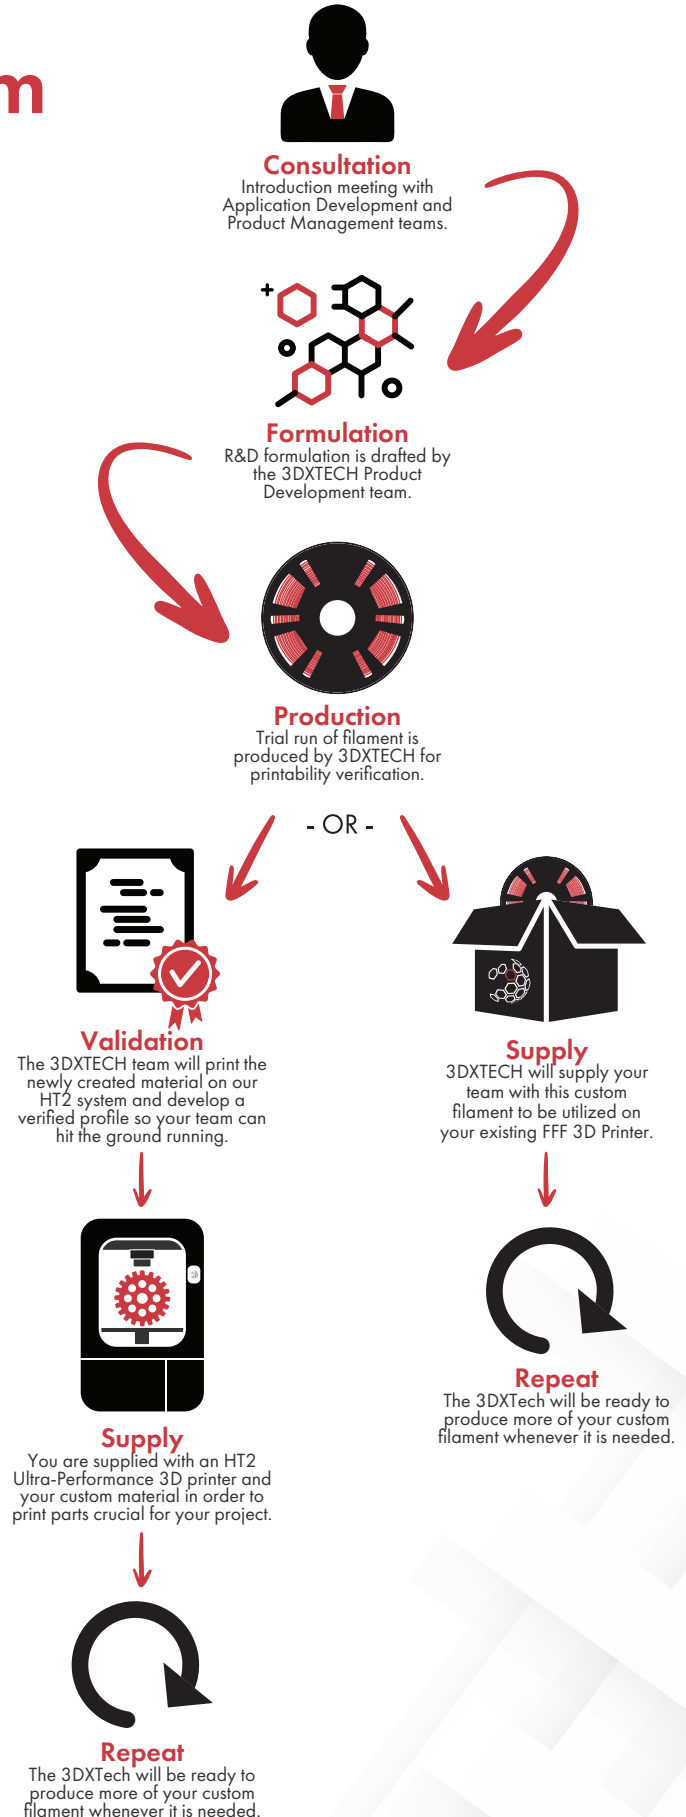 m
Consultation
Introduction meeting with
Application Development and
Product Management teams.
Formulation
R&D formulation is drafted by
the 3DXTECH Product
Development team.
Production
Trial run of filament is
produced by 3DXTECH for
printability verification.
- OR -
Validation
The 3DXTECH team will print the
newly created material on our
HT2 system and develop a
verified profile so your team can
hit the ground running.
Supply
3DXTECH will supply your
team with this custom
filament to be utilized on
your existing FFF 3D Printer.
Supply
You are supplied with an HT2
Ultra-Performance 3D printer and
your custom material in order to
print parts crucial for your project.
Repeat
The 3DXTech will be ready to
produce more of your custom
filament whenever it is needed.
Repeat
The 3DXTech will be ready to
produce more of your custom
filament whenever it is needed.